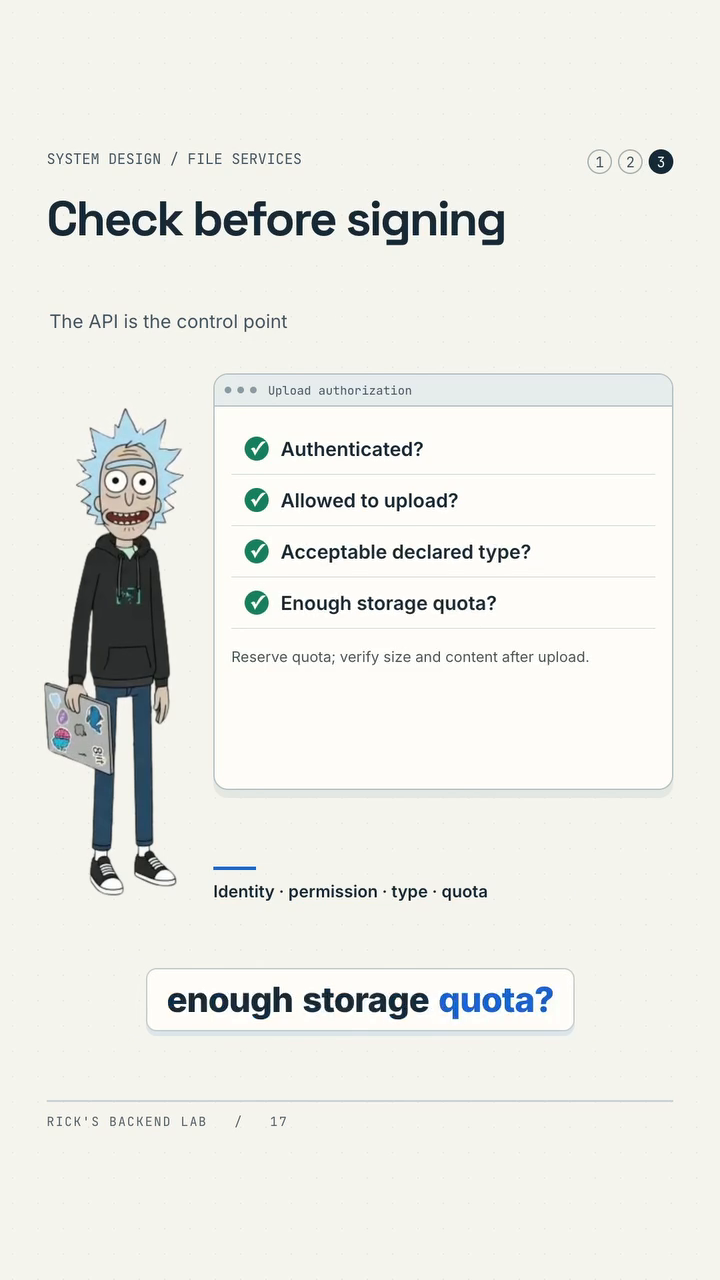 SYSTEM DESIGN / FILE SERVICES
1 2 3
Check before signing
The API is the control point
Upload authorization
Authenticated?
Allowed to upload?
Acceptable declared type?
Enough storage quota?
Reserve quota; verify size and content after upload.
Identity · permission · type · quota
enough storage quota?
RICK'S BACKEND LAB / 17